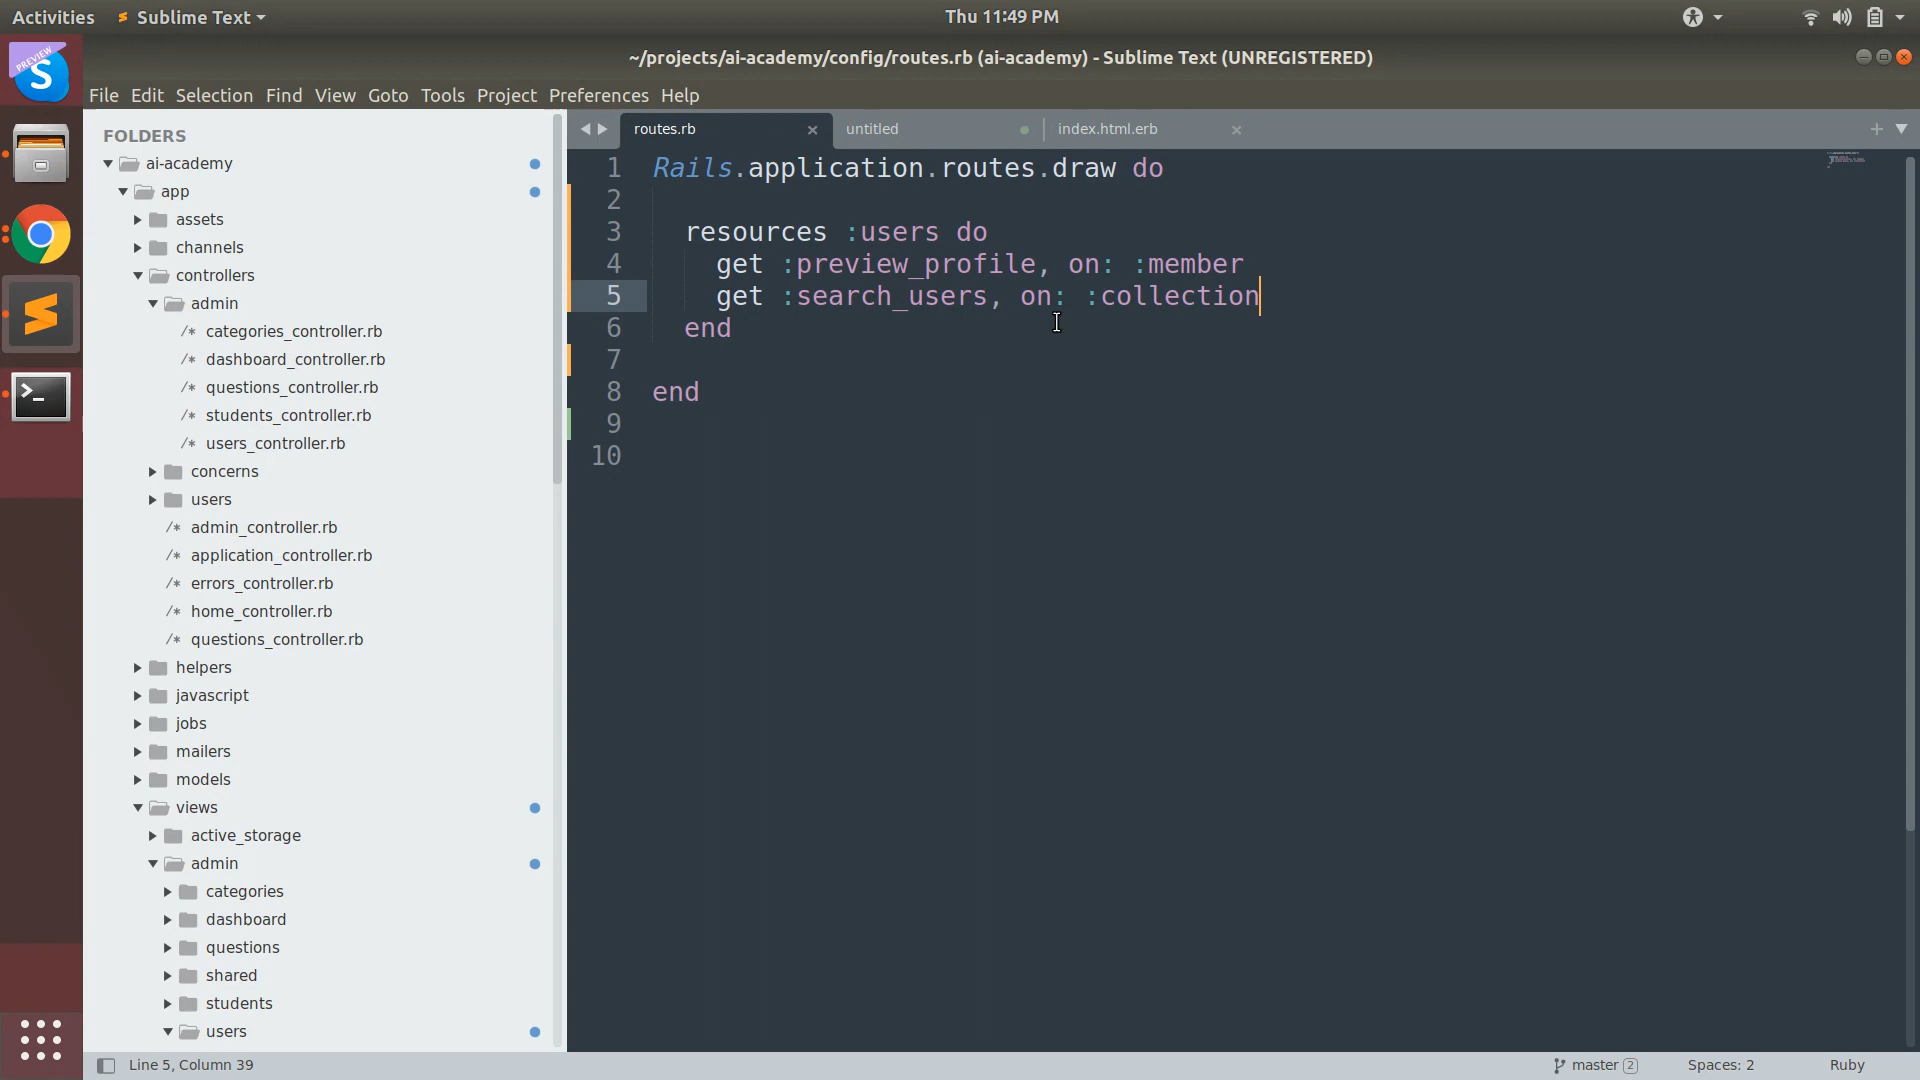 Activities
Sublime Text
Thu 11:49 PM
~/projects/ai-academy/config/routes.rb (ai-academy) - Sublime Text (UNREGISTERED)
PREVIEW
S
File Edit Selection Find View Goto Tools Project Preferences Help
FOLDERS
ai-academy
app
assets
channels
controllers
admin
/* categories_controller.rb
/* dashboard_controller.rb
/* questions_controller.rb
/* students_controller.rb
/* users_controller.rb
concerns
users
/* admin_controller.rb
/* application_controller.rb
/* errors_controller.rb
/* home_controller.rb
/* questions_controller.rb
helpers
javascript
jobs
mailers
models
views
active_storage
admin
categories
dashboard
questions
shared
students
users
routes.rb
untitled
index.html.erb
1 Rails.application.routes.draw do
2
3 resources :users do
4 get :preview_profile, on: :member
5 get :search_users, on: :collection
6 end
7
8 end
9
10
Line 5, Column 39
master 2
Spaces: 2
Ruby